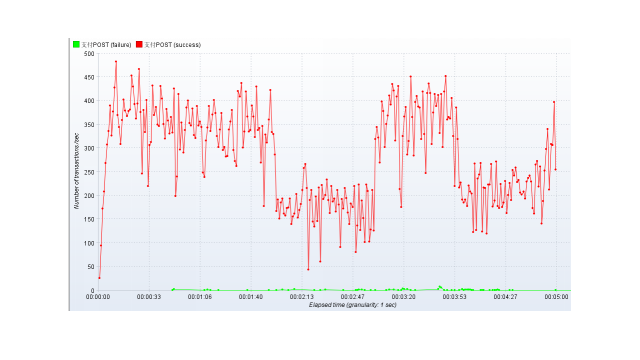 支付POST (failure) 支付POST (success)
500
450
400
350
300
250
200
150
100
50
0
Number of transactions /sec
00:00:00 00:00:33 00:01:06 00:01:40 00:02:13 00:02:47 00:03:20 00:03:53 00:04:27 00:05:00
Elapsed time (granularity: 1 sec)